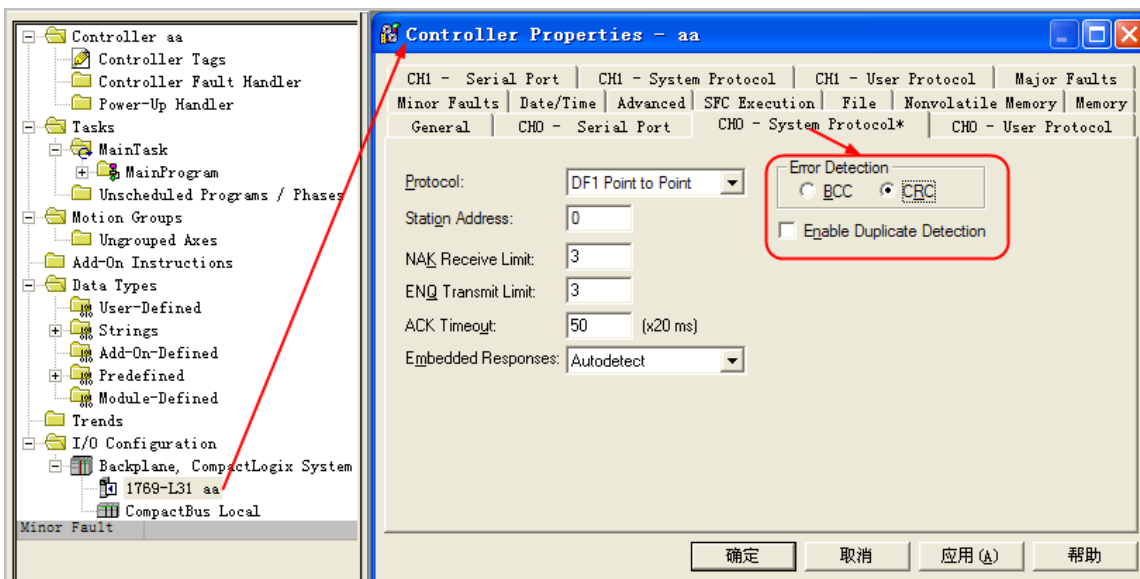 Controller aa
Controller Tags
Controller Fault Handler
Power-Up Handler
Tasks
MainTask
MainProgram
Unscheduled Programs / Phases
Motion Groups
Ungrouped Axes
Add-On Instructions
Data Types
User-Defined
Strings
Add-On-Defined
Predefined
Module-Defined
Trends
I/O Configuration
Backplane, CompactLogix System
1769-L31 aa
CompactBus Local
Minor Fault
Controller Properties - aa
CH1 - Serial Port CH1 - System Protocol CH1 - User Protocol Major Faults
Minor Faults Date/Time Advanced SFC Execution File Nonvolatile Memory Memory
General CH0 - Serial Port CH0 - System Protocol* CH0 - User Protocol
Protocol: DF1 Point to Point
Station Address: 0
NAK Receive Limit: 3
ENQ Transmit Limit: 3
ACK Timeout: 50 (x20 ms)
Embedded Responses: Autodetect
Error Detection
BCC CRC
Enable Duplicate Detection
确定 取消 应用(A) 帮助